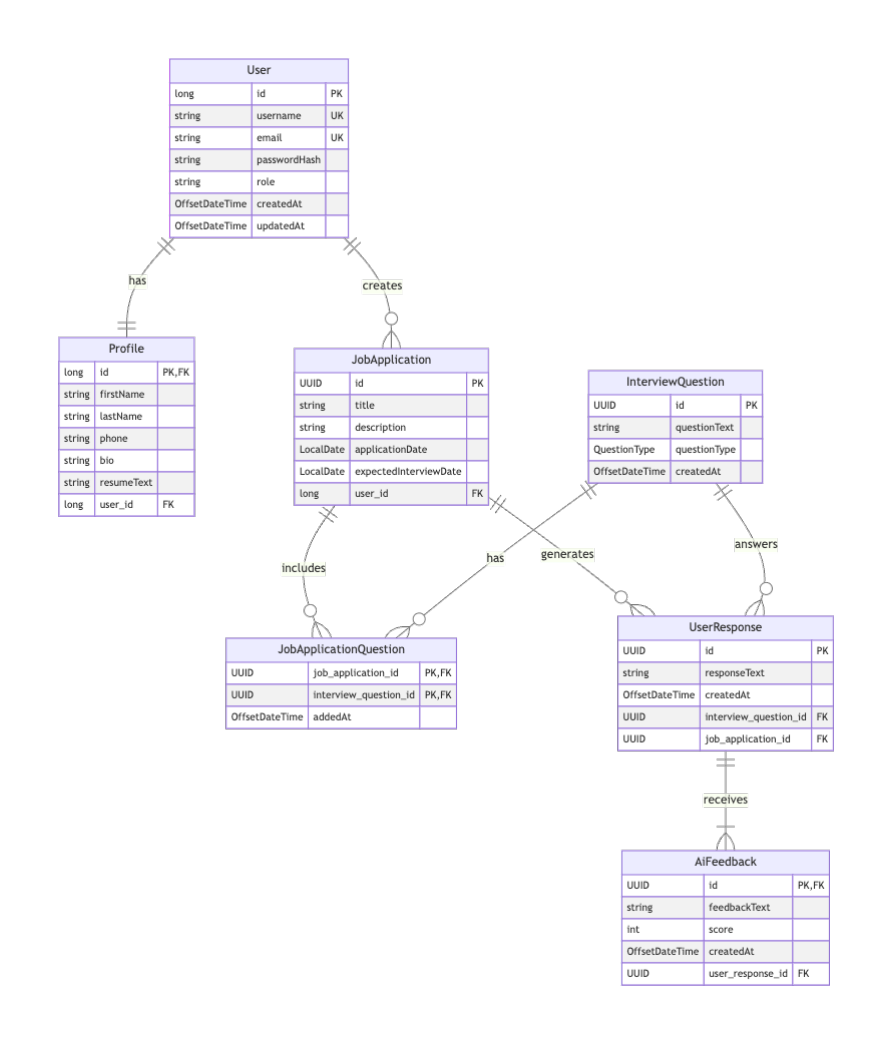 User
long id PK
string username UK
string email UK
string passwordHash
string role
OffsetDateTime createdAt
OffsetDateTime updatedAt
has
creates
Profile
long id PK,FK
string firstName
string lastName
string phone
string bio
string resumeText
long user_id FK
JobApplication
UUID id PK
string title
string description
LocalDate applicationDate
LocalDate expectedInterviewDate
long user_id FK
InterviewQuestion
UUID id PK
string questionText
QuestionType questionType
OffsetDateTime createdAt
includes
has
generates
answers
JobApplicationQuestion
UUID job_application_id PK,FK
UUID interview_question_id PK,FK
OffsetDateTime addedAt
UserResponse
UUID id PK
string responseText
OffsetDateTime createdAt
UUID interview_question_id FK
UUID job_application_id FK
receives
AiFeedback
UUID id PK,FK
string feedbackText
int score
OffsetDateTime createdAt
UUID user_response_id FK